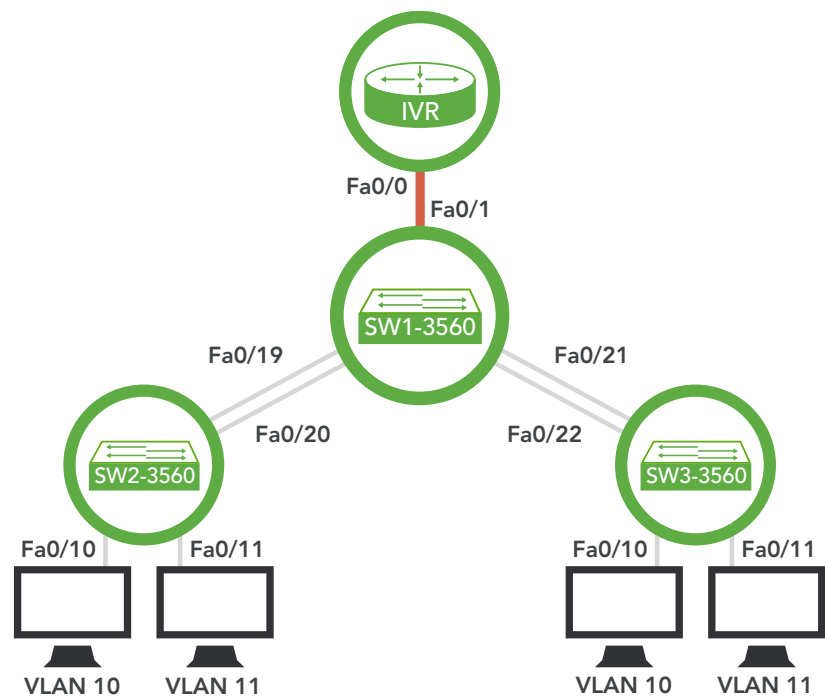 IVR
Fa0/0
Fa0/1
SW1-3560
Fa0/19
Fa0/21
Fa0/20
Fa0/22
SW2-3560
SW3-3560
Fa0/10
Fa0/11
Fa0/10
Fa0/11
VLAN 10
VLAN 11
VLAN 10
VLAN 11